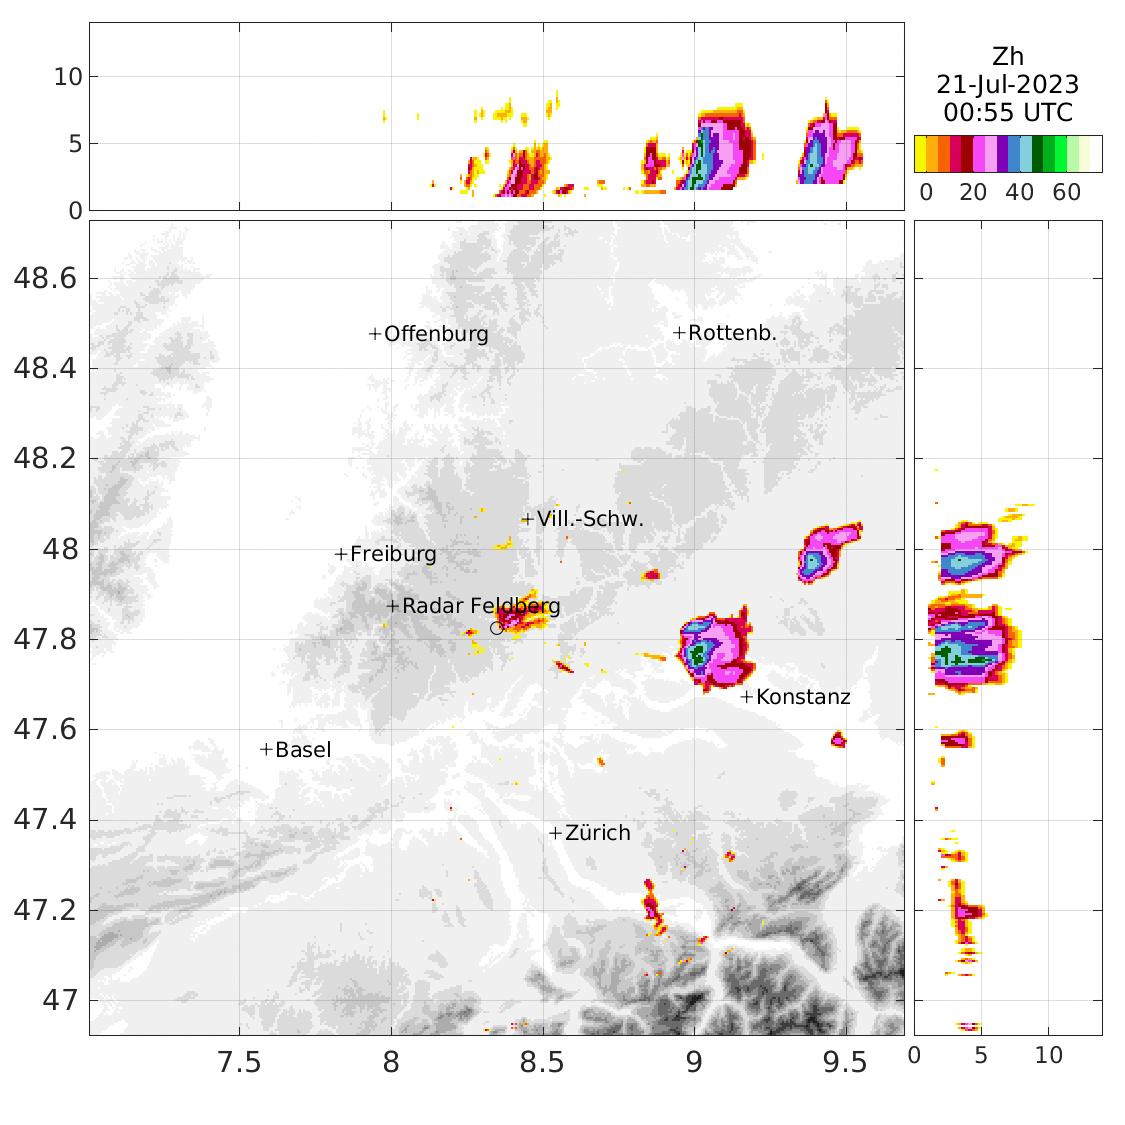 10
5
0
Zh
21-Jul-2023
00:55 UTC
0 20 40 60
48.6
48.4
48.2
48
47.8
47.6
47.4
47.2
47
Offenburg
Rottenb.
Vill.-Schw.
Freiburg
Radar Feldberg
Konstanz
Basel
Zürich
7.5 8 8.5 9 9.5
0 5 10